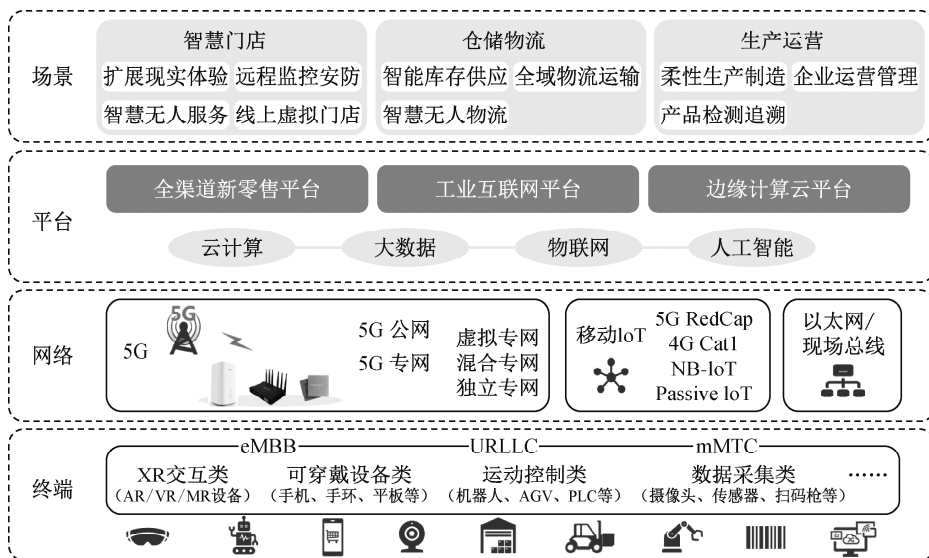 场景
智慧门店
扩展现实体验 远程监控安防
智慧无人服务 线上虚拟门店
仓储物流
智能库存供应 全域物流运输
智慧无人物流
生产运营
柔性生产制造 企业运营管理
产品检测追溯
平台
全渠道新零售平台 工业互联网平台 边缘计算云平台
云计算 大数据 物联网 人工智能
网络
5G
5G
5G 公网
5G 专网
虚拟专网
混合专网
独立专网
移动IoT
5G RedCap
4G Cat1
NB-IoT
Passive IoT
以太网/
现场总线
终端
eMBB URLLC mMTC
XR交互类 可穿戴设备类 运动控制类 数据采集类 ……
（AR/VR/MR设备） （手机、手环、平板等） （机器人、AGV、PLC等） （摄像头、传感器、扫码枪等）